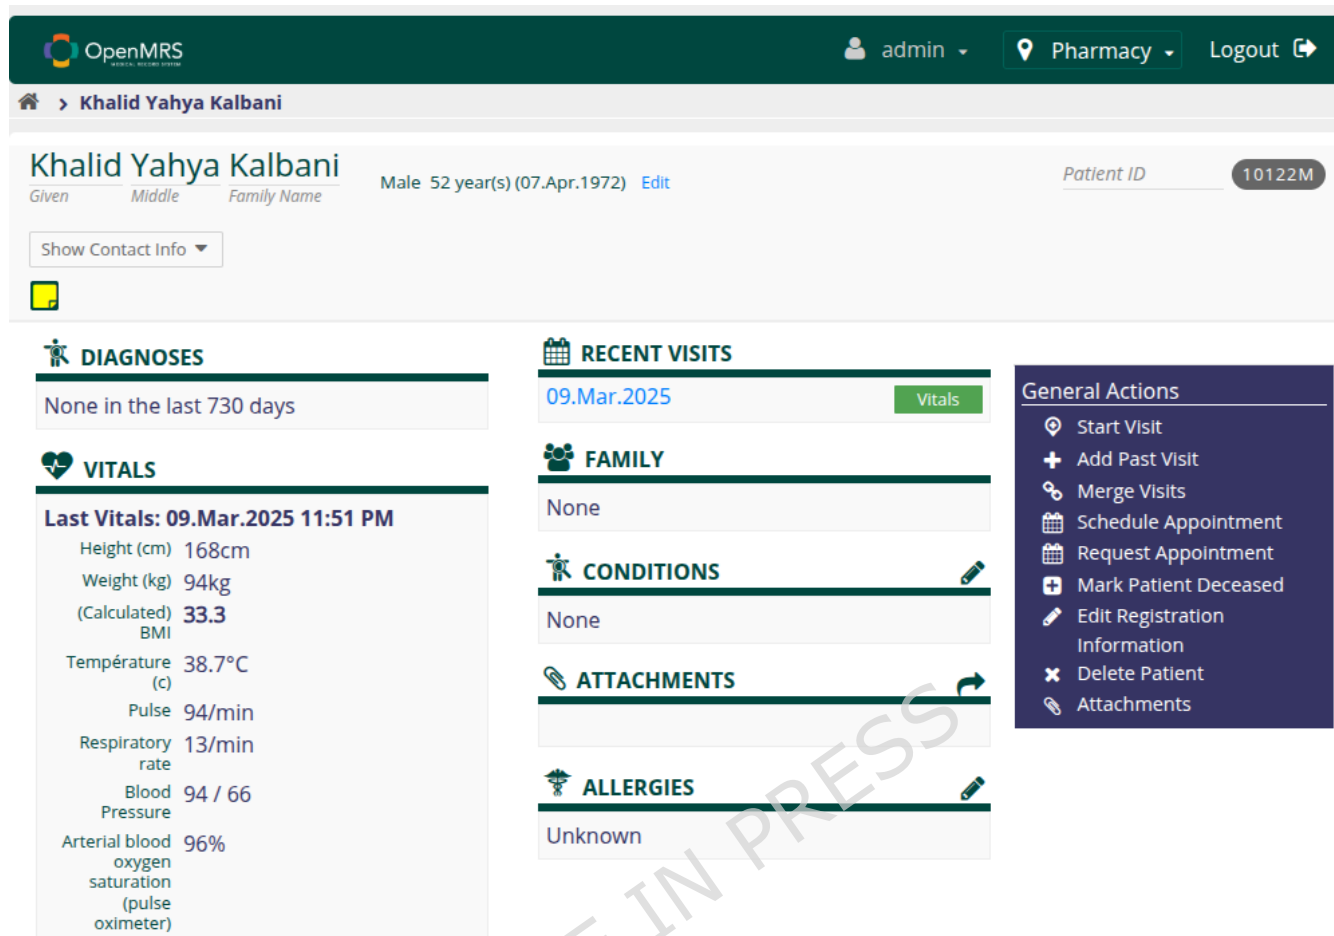 OpenMRS
MEDICAL RECORD SYSTEM
admin
Pharmacy
Logout
Khalid Yahya Kalbani
Khalid Yahya Kalbani
Given Middle Family Name
Male 52 year(s) (07.Apr.1972) Edit
Patient ID 10122M
Show Contact Info
DIAGNOSES
None in the last 730 days
VITALS
Last Vitals: 09.Mar.2025 11:51 PM
Height (cm) 168cm
Weight (kg) 94kg
(Calculated) 33.3
BMI
Température 38.7°C
(c)
Pulse 94/min
Respiratory 13/min
rate
Blood 94 / 66
Pressure
Arterial blood 96%
oxygen
saturation
(pulse
oximeter)
RECENT VISITS
09.Mar.2025 Vitals
FAMILY
None
CONDITIONS
None
ATTACHMENTS
ALLERGIES
Unknown
General Actions
Start Visit
Add Past Visit
Merge Visits
Schedule Appointment
Request Appointment
Mark Patient Deceased
Edit Registration
Information
Delete Patient
Attachments
IN PRESS